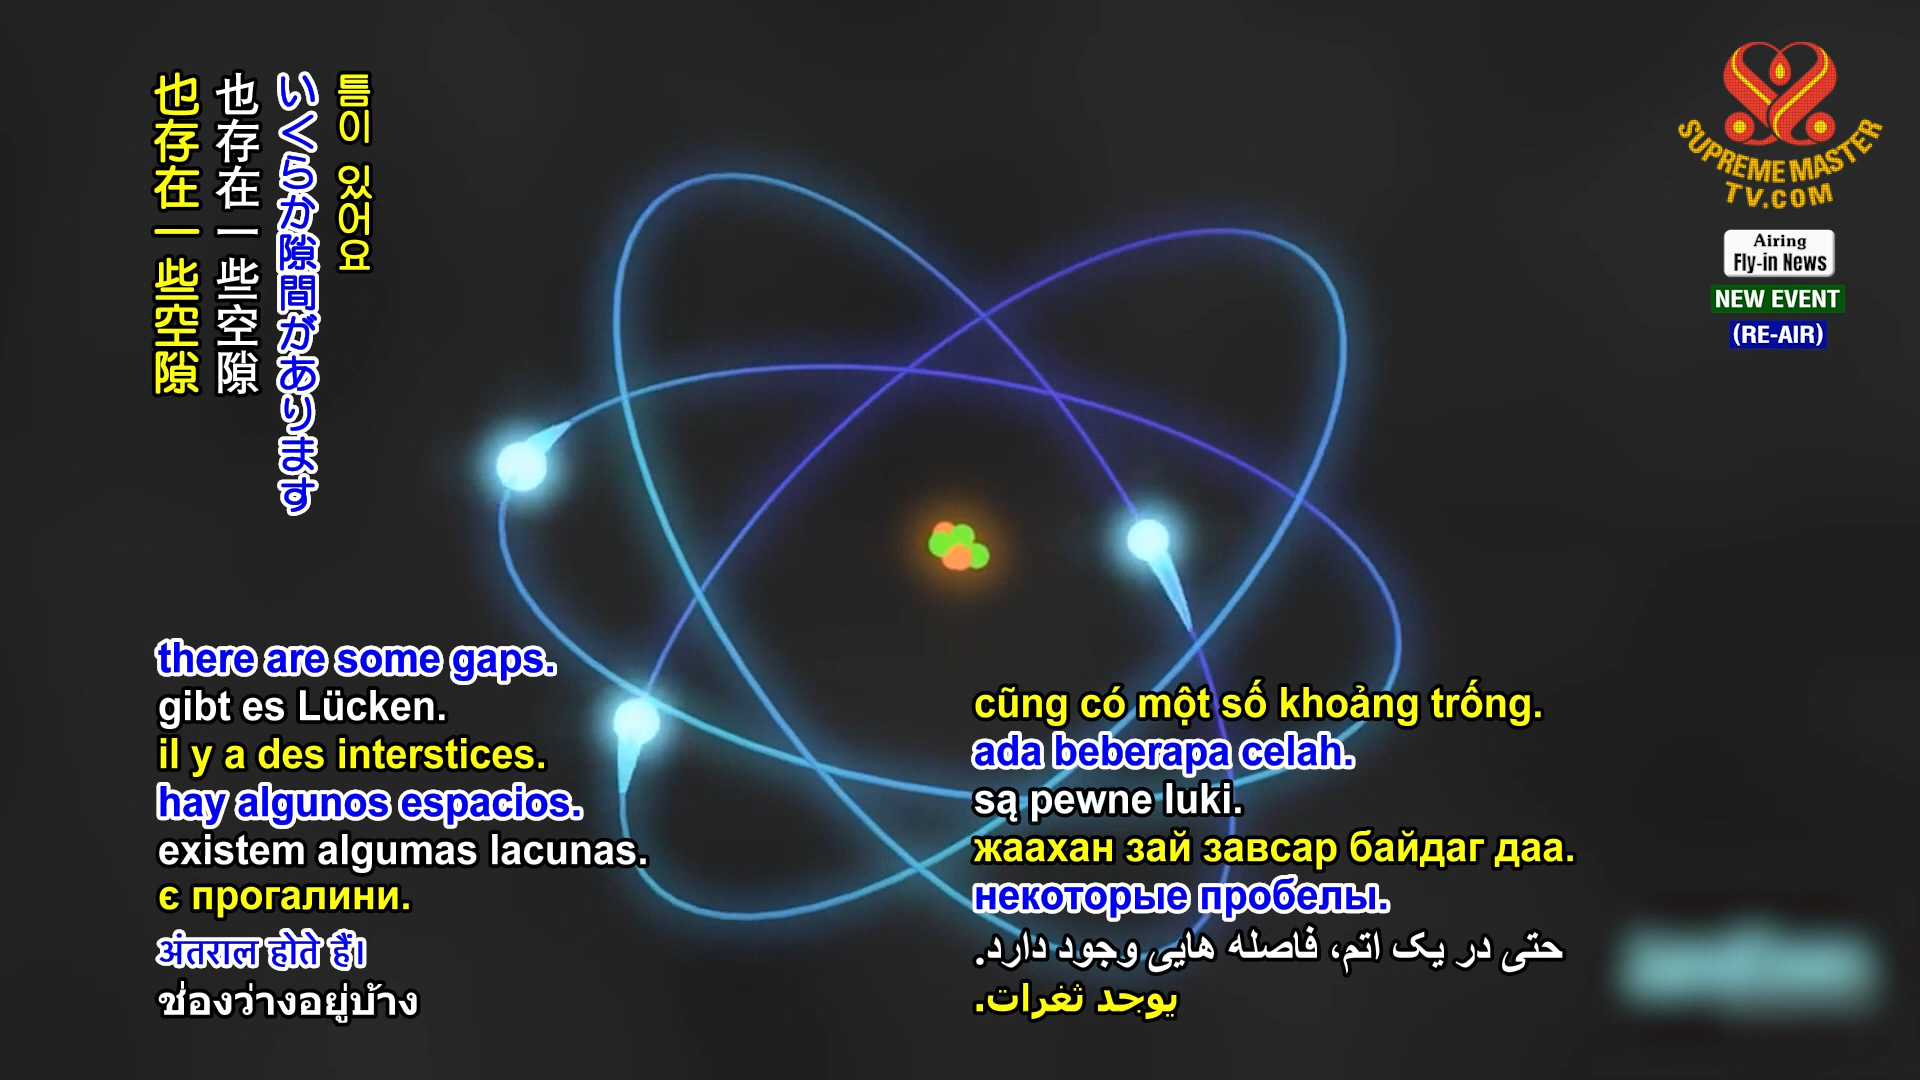 틈이 있어요
いくらか隙間があります
也存在一些空隙
也存在一些空隙
SUPREME MASTER
TV.COM
Airing
Fly-in News
NEW EVENT
(RE-AIR)
there are some gaps.
gibt es Lücken.
il y a des interstices.
hay algunos espacios.
existem algumas lacunas.
є прогалини.
अंतराल होते हैं।
ช่องว่างอยู่บ้าง
cũng có một số khoảng trống.
ada beberapa celah.
są pewne luki.
жаахан зай завсар байдаг даа.
некоторые пробелы.
حتی در یک اتم، فاصله هایی وجود دارد.
يوجد ثغرات.